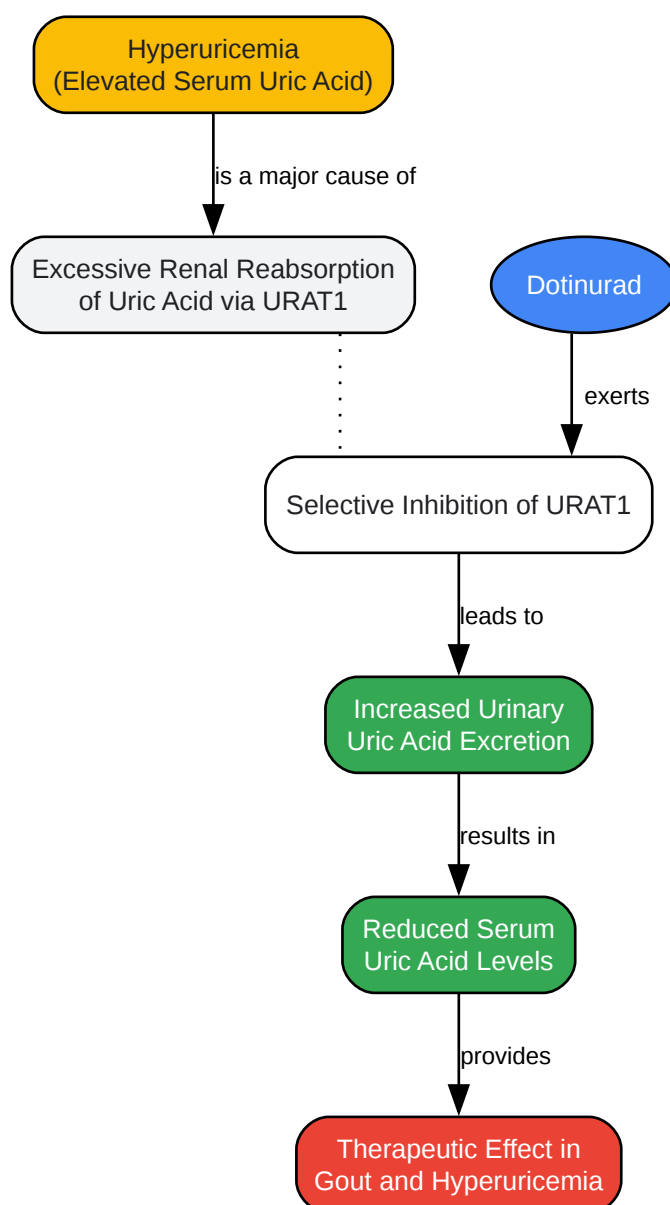 Hyperuricemia
(Elevated Serum Uric Acid)
is a major cause of
Excessive Renal Reabsorption
of Uric Acid via URAT1
Dotinurad
exerts
Selective Inhibition of URAT1
leads to
Increased Urinary
Uric Acid Excretion
results in
Reduced Serum
Uric Acid Levels
provides
Therapeutic Effect in
Gout and Hyperuricemia